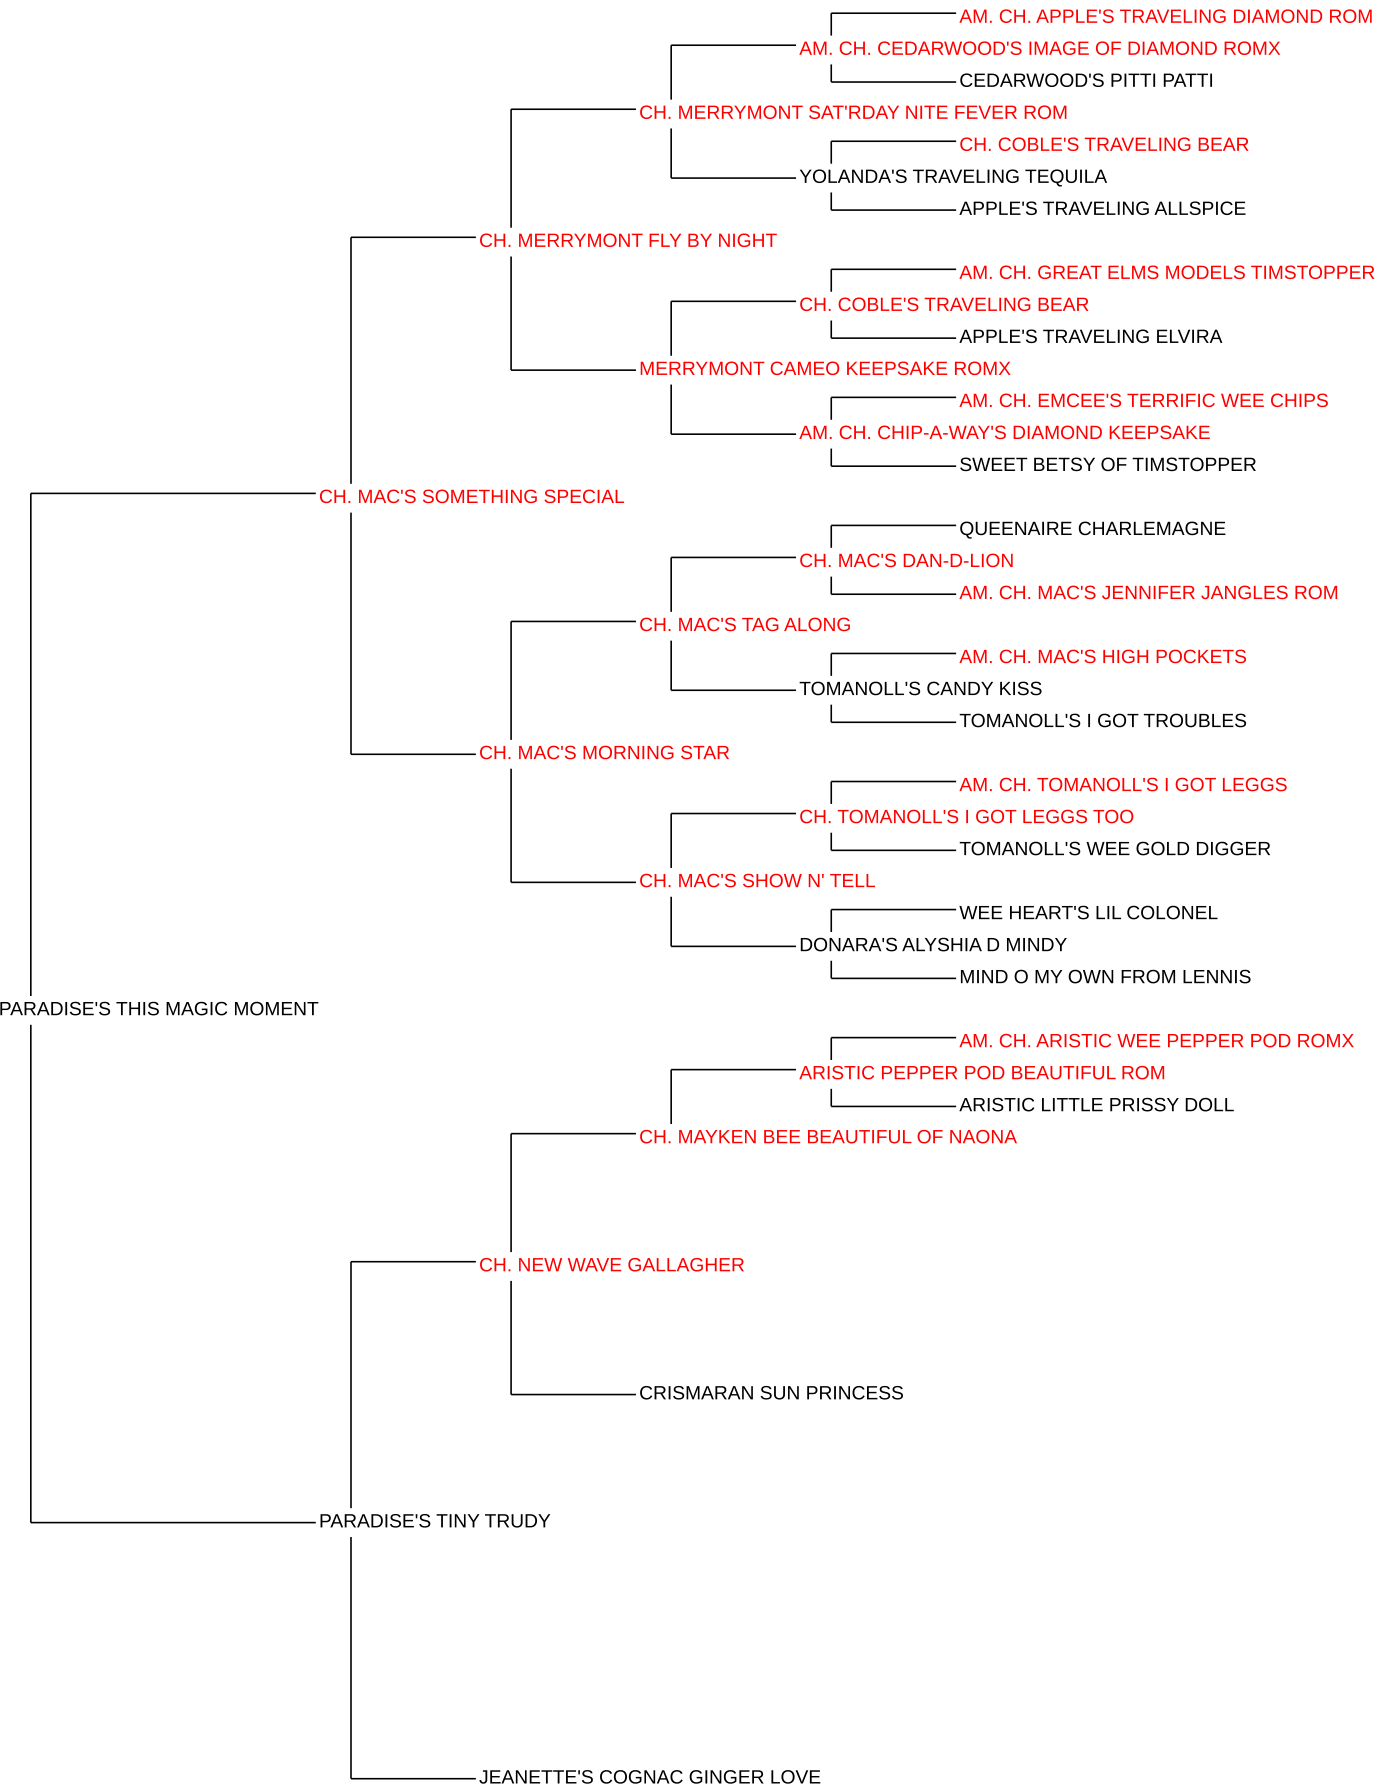 AM. CH. APPLE'S TRAVELING DIAMOND ROM
AM. CH. CEDARWOOD'S IMAGE OF DIAMOND ROMX
CEDARWOOD'S PITTI PATTI
CH. MERRYMONT SAT'RDAY NITE FEVER ROM
CH. COBLE'S TRAVELING BEAR
YOLANDA'S TRAVELING TEQUILA
APPLE'S TRAVELING ALLSPICE
CH. MERRYMONT FLY BY NIGHT
AM. CH. GREAT ELMS MODELS TIMSTOPPER
CH. COBLE'S TRAVELING BEAR
APPLE'S TRAVELING ELVIRA
MERRYMONT CAMEO KEEPSAKE ROMX
AM. CH. EMCEE'S TERRIFIC WEE CHIPS
AM. CH. CHIP-A-WAY'S DIAMOND KEEPSAKE
SWEET BETSY OF TIMSTOPPER
CH. MAC'S SOMETHING SPECIAL
QUEENAIRE CHARLEMAGNE
CH. MAC'S DAN-D-LION
AM. CH. MAC'S JENNIFER JANGLES ROM
CH. MAC'S TAG ALONG
AM. CH. MAC'S HIGH POCKETS
TOMANOLL'S CANDY KISS
TOMANOLL'S I GOT TROUBLES
CH. MAC'S MORNING STAR
AM. CH. TOMANOLL'S I GOT LEGGS
CH. TOMANOLL'S I GOT LEGGS TOO
TOMANOLL'S WEE GOLD DIGGER
CH. MAC'S SHOW N' TELL
WEE HEART'S LIL COLONEL
DONARA'S ALYSHIA D MINDY
MIND O MY OWN FROM LENNIS
PARADISE'S THIS MAGIC MOMENT
AM. CH. ARISTIC WEE PEPPER POD ROMX
ARISTIC PEPPER POD BEAUTIFUL ROM
ARISTIC LITTLE PRISSY DOLL
CH. MAYKEN BEE BEAUTIFUL OF NAONA
CH. NEW WAVE GALLAGHER
CRISMARAN SUN PRINCESS
PARADISE'S TINY TRUDY
JEANETTE'S COGNAC GINGER LOVE